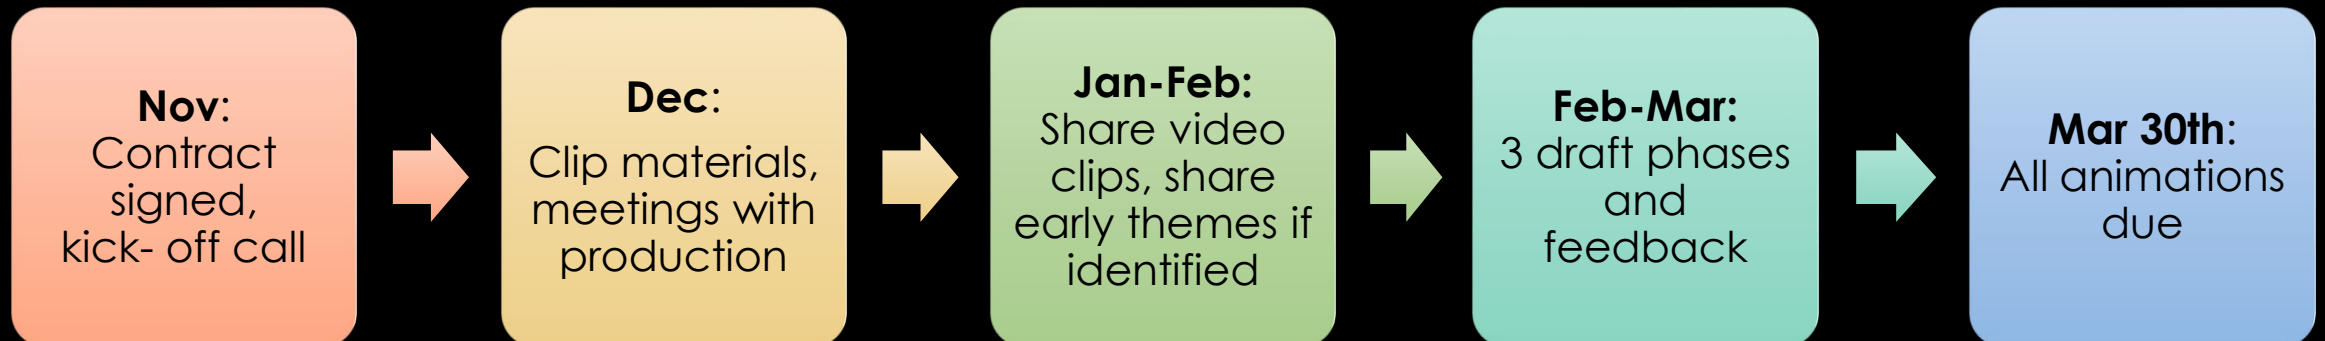 Nov:
Contract
signed,
kick- off call
Dec:
Clip materials,
meetings with
production
Jan-Feb:
Share video
clips, share
early themes if
identified
Feb-Mar:
3 draft phases
and
feedback
Mar 30th:
All animations
due